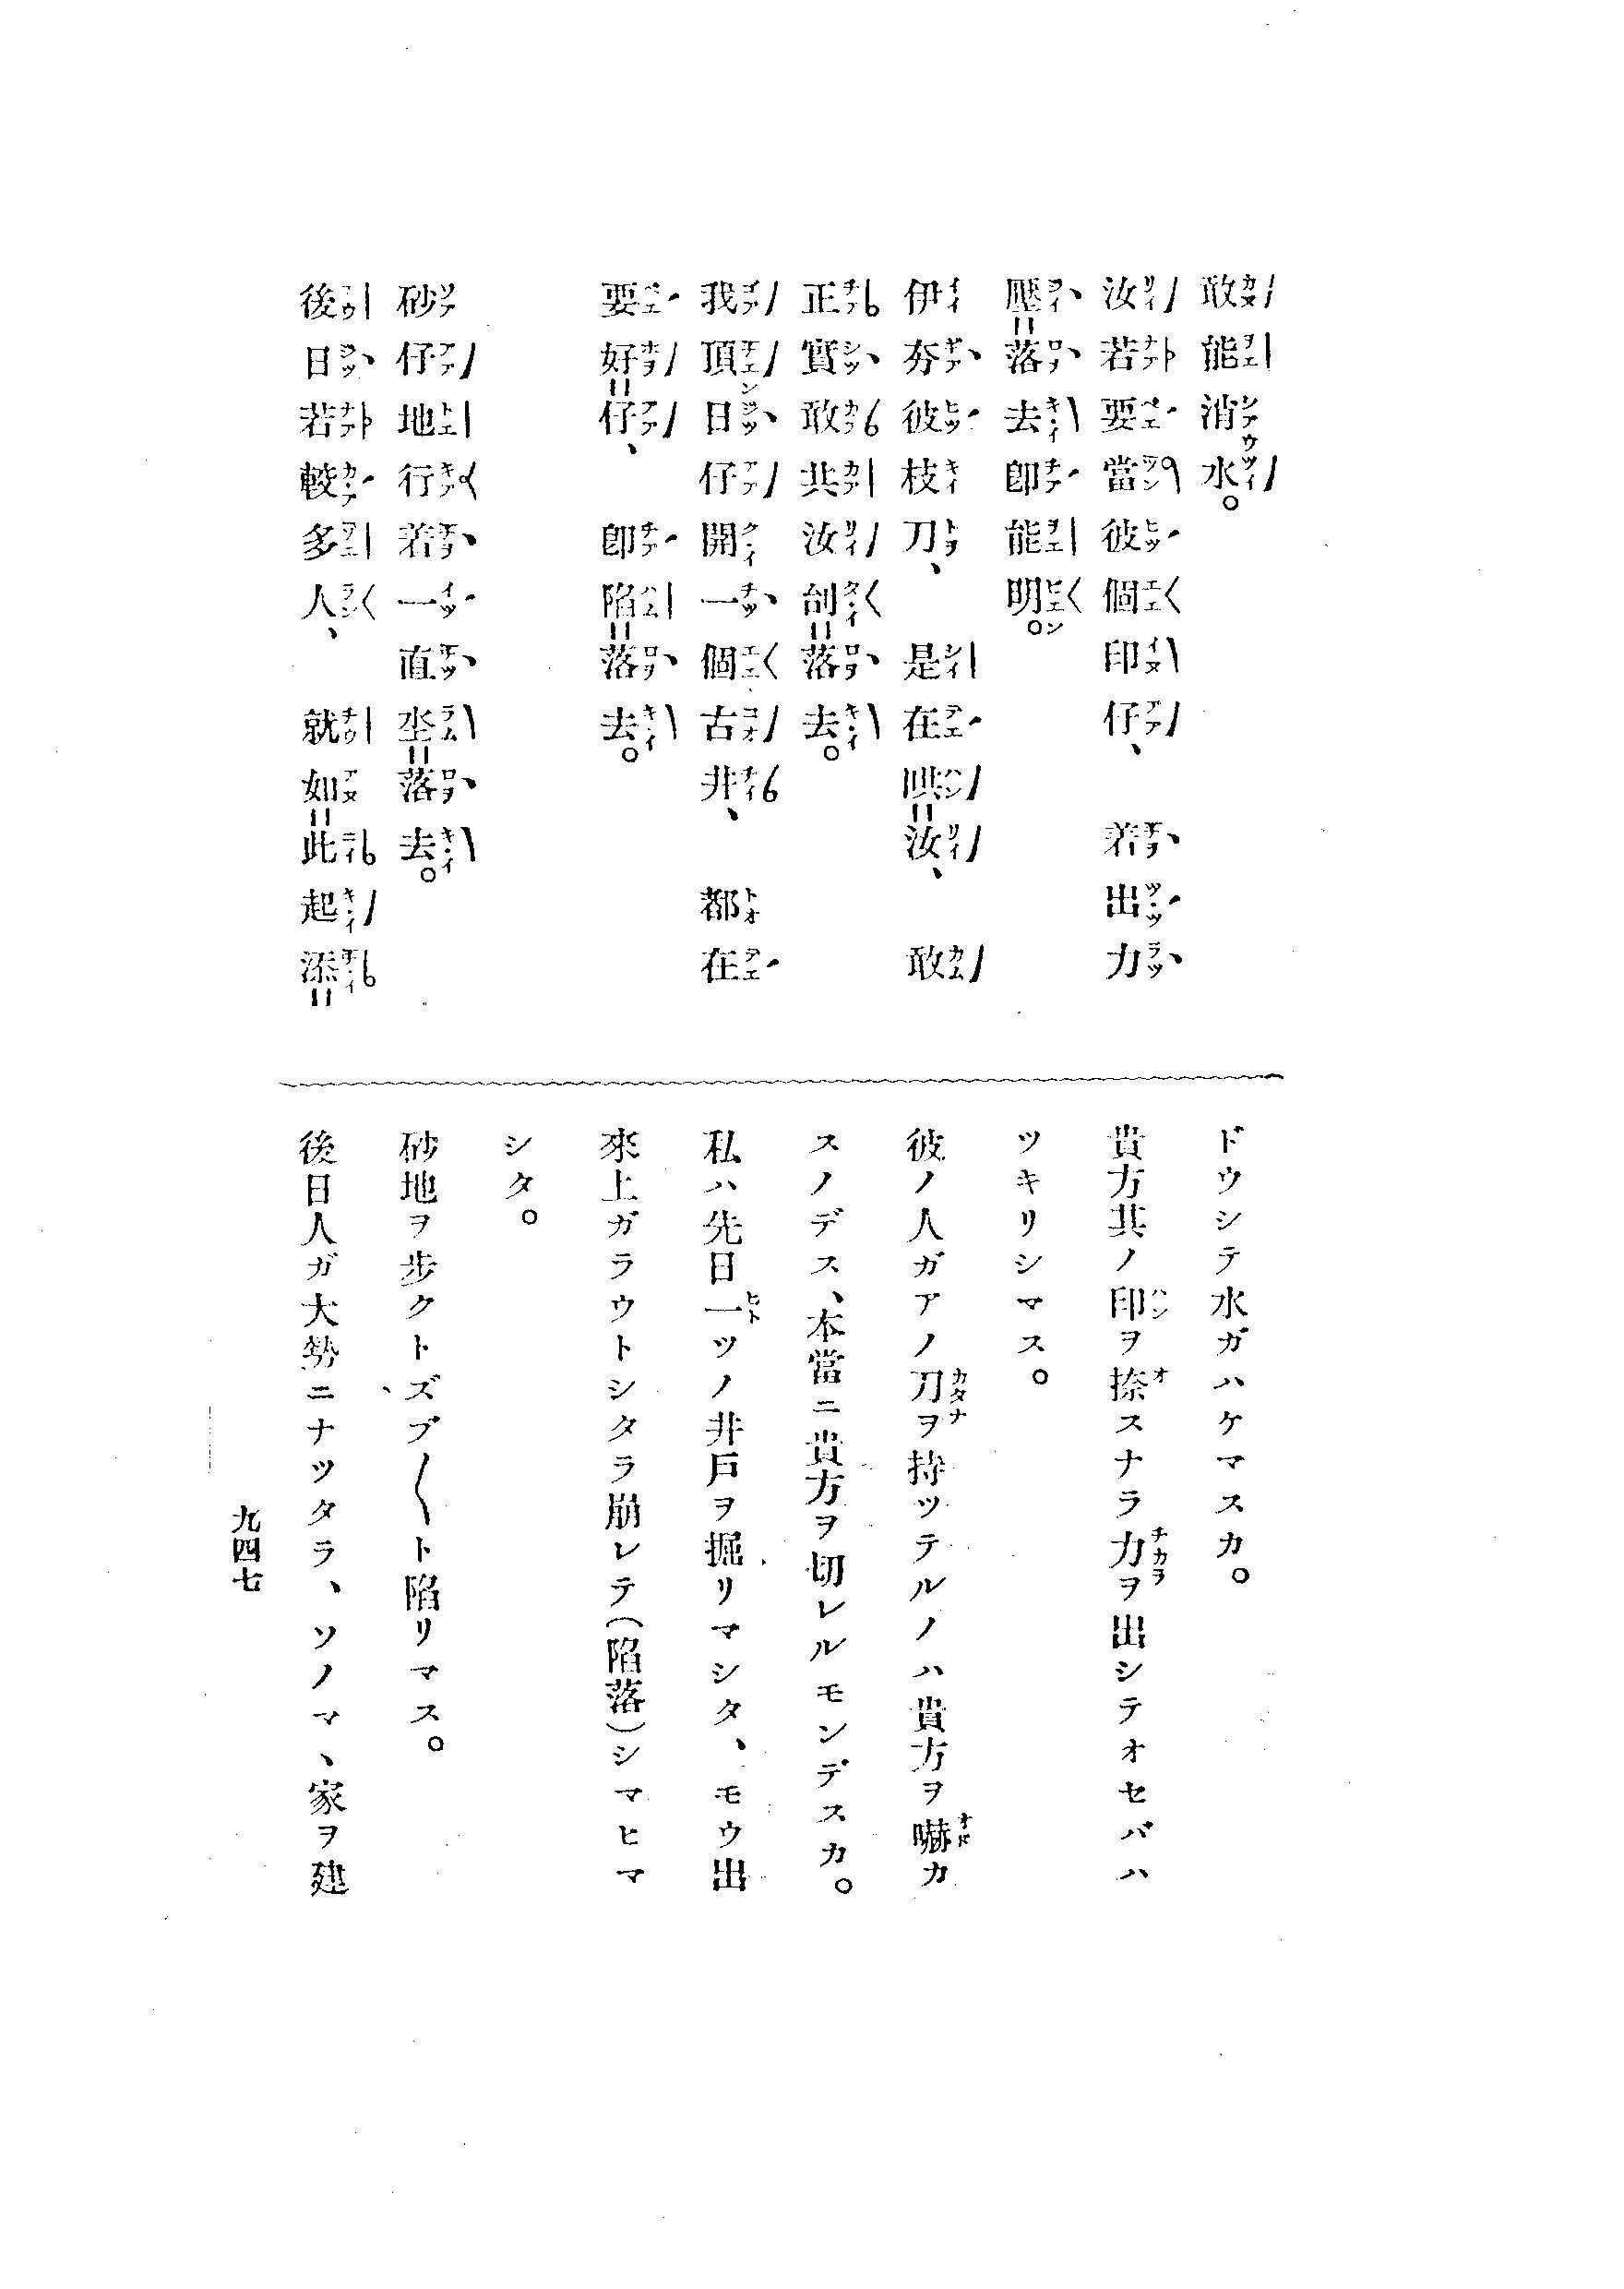 敢能消水。
汝若要當彼個印仔、若出力
壓=落去卽能明。
伊夯彼枝刀、是在哄=汝、敢
正實敢共汝刣=落去。
我頂日仔開一個古井、都在
要好=仔、卽陷=落去。
砂仔地行若一直坔=落去。
後日若較多人、就如=此起添=
ドウシテ水ガハケマスカ。
貴方其ノ印ヲ捺スナラ力ヲ出シテオセバハ
ツキリシマス。
彼ノ人ガアノ刀ヲ持ツテルノハ貴方ヲ嚇カ
スノデス、本當ニ貴方ヲ切レルモンデスカ。
私ハ先日一ツノ井戸ヲ掘リマシタ、モウ出
來上ガラウトシタラ崩レテ(陷落)シマヒマ
シタ。
砂地ヲ步クトズブ〱ト陷リマス。
後日人ガ大勢ニナツタラ、ソノマヽ家ヲ建
九四七